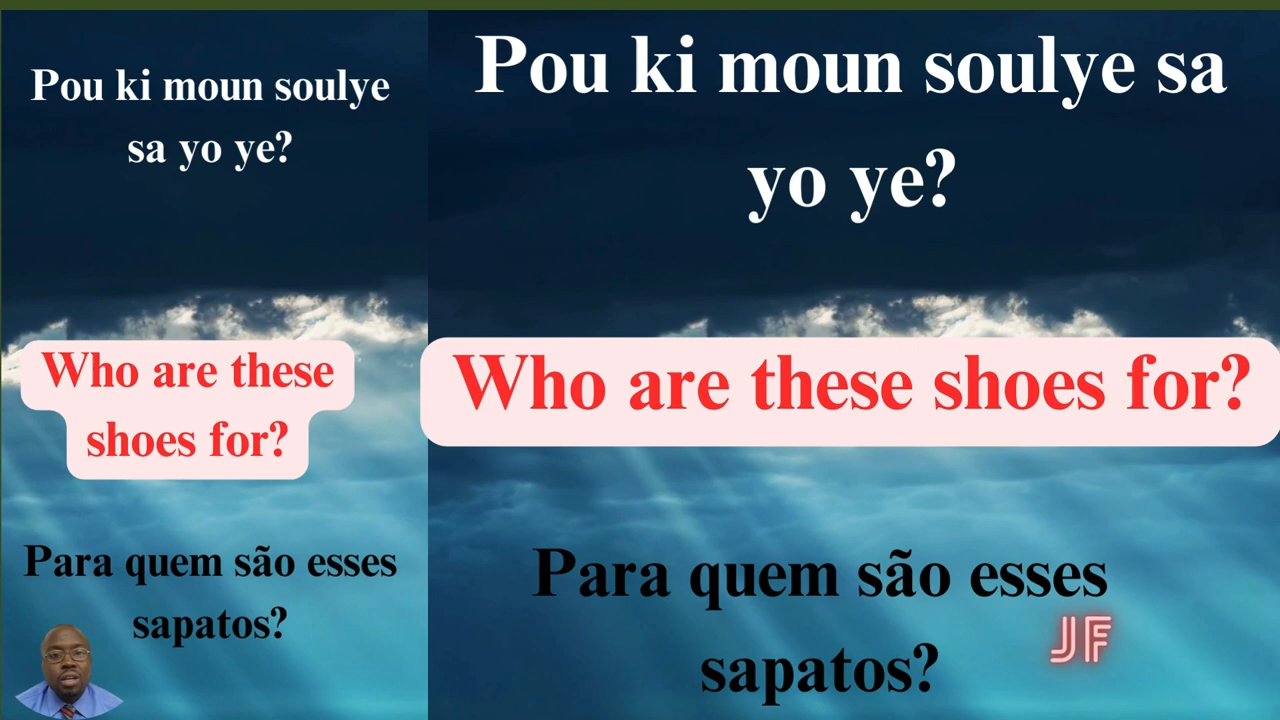 Pou ki moun soulye
sa yo ye?
Who are these
shoes for?
Para quem são esses
sapatos?
Pou ki moun soulye sa
yo ye?
Who are these shoes for?
Para quem são esses
sapatos?
JF